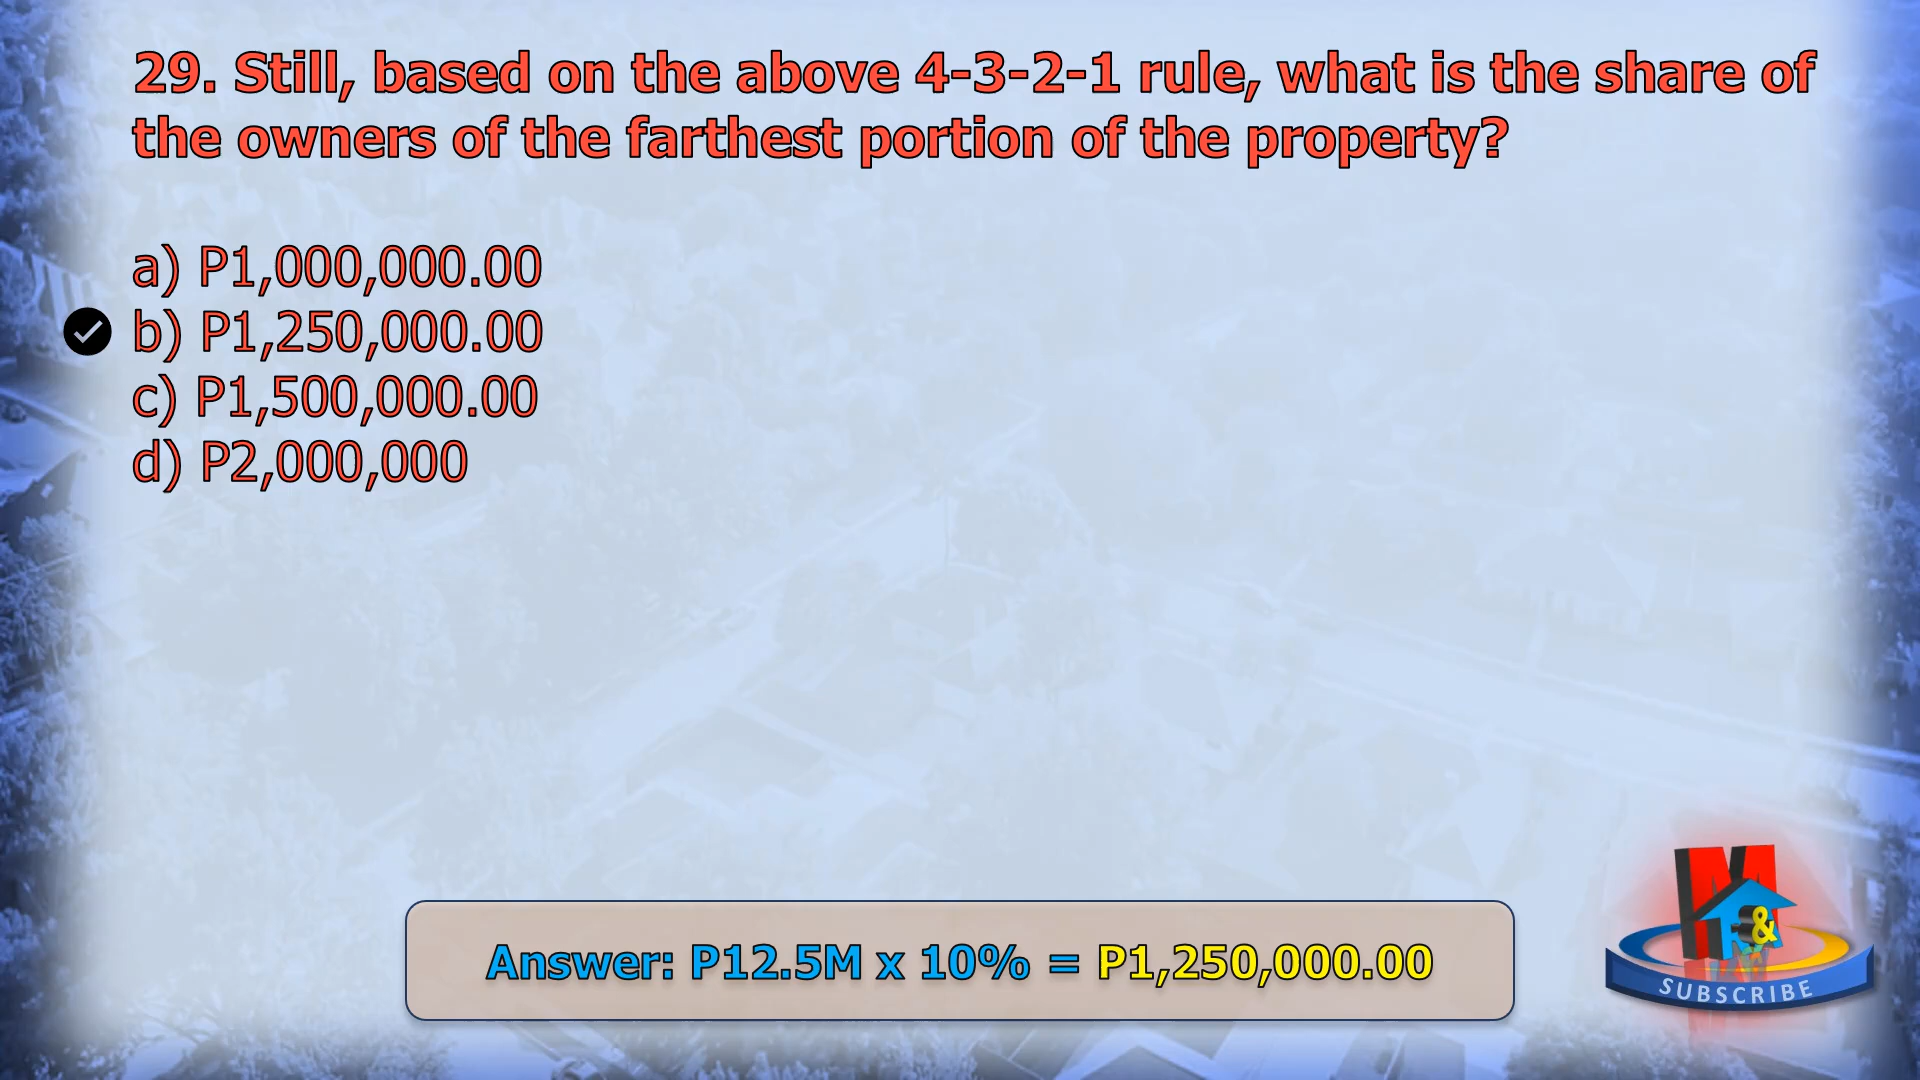 29. Still, based on the above 4-3-2-1 rule, what is the share of
the owners of the farthest portion of the property?
a) P1,000,000.00
b) P1,250,000.00
c) P1,500,000.00
d) P2,000,000
Answer: P12.5M x 10% = P1,250,000.00
M
&
SUBSCRIBE